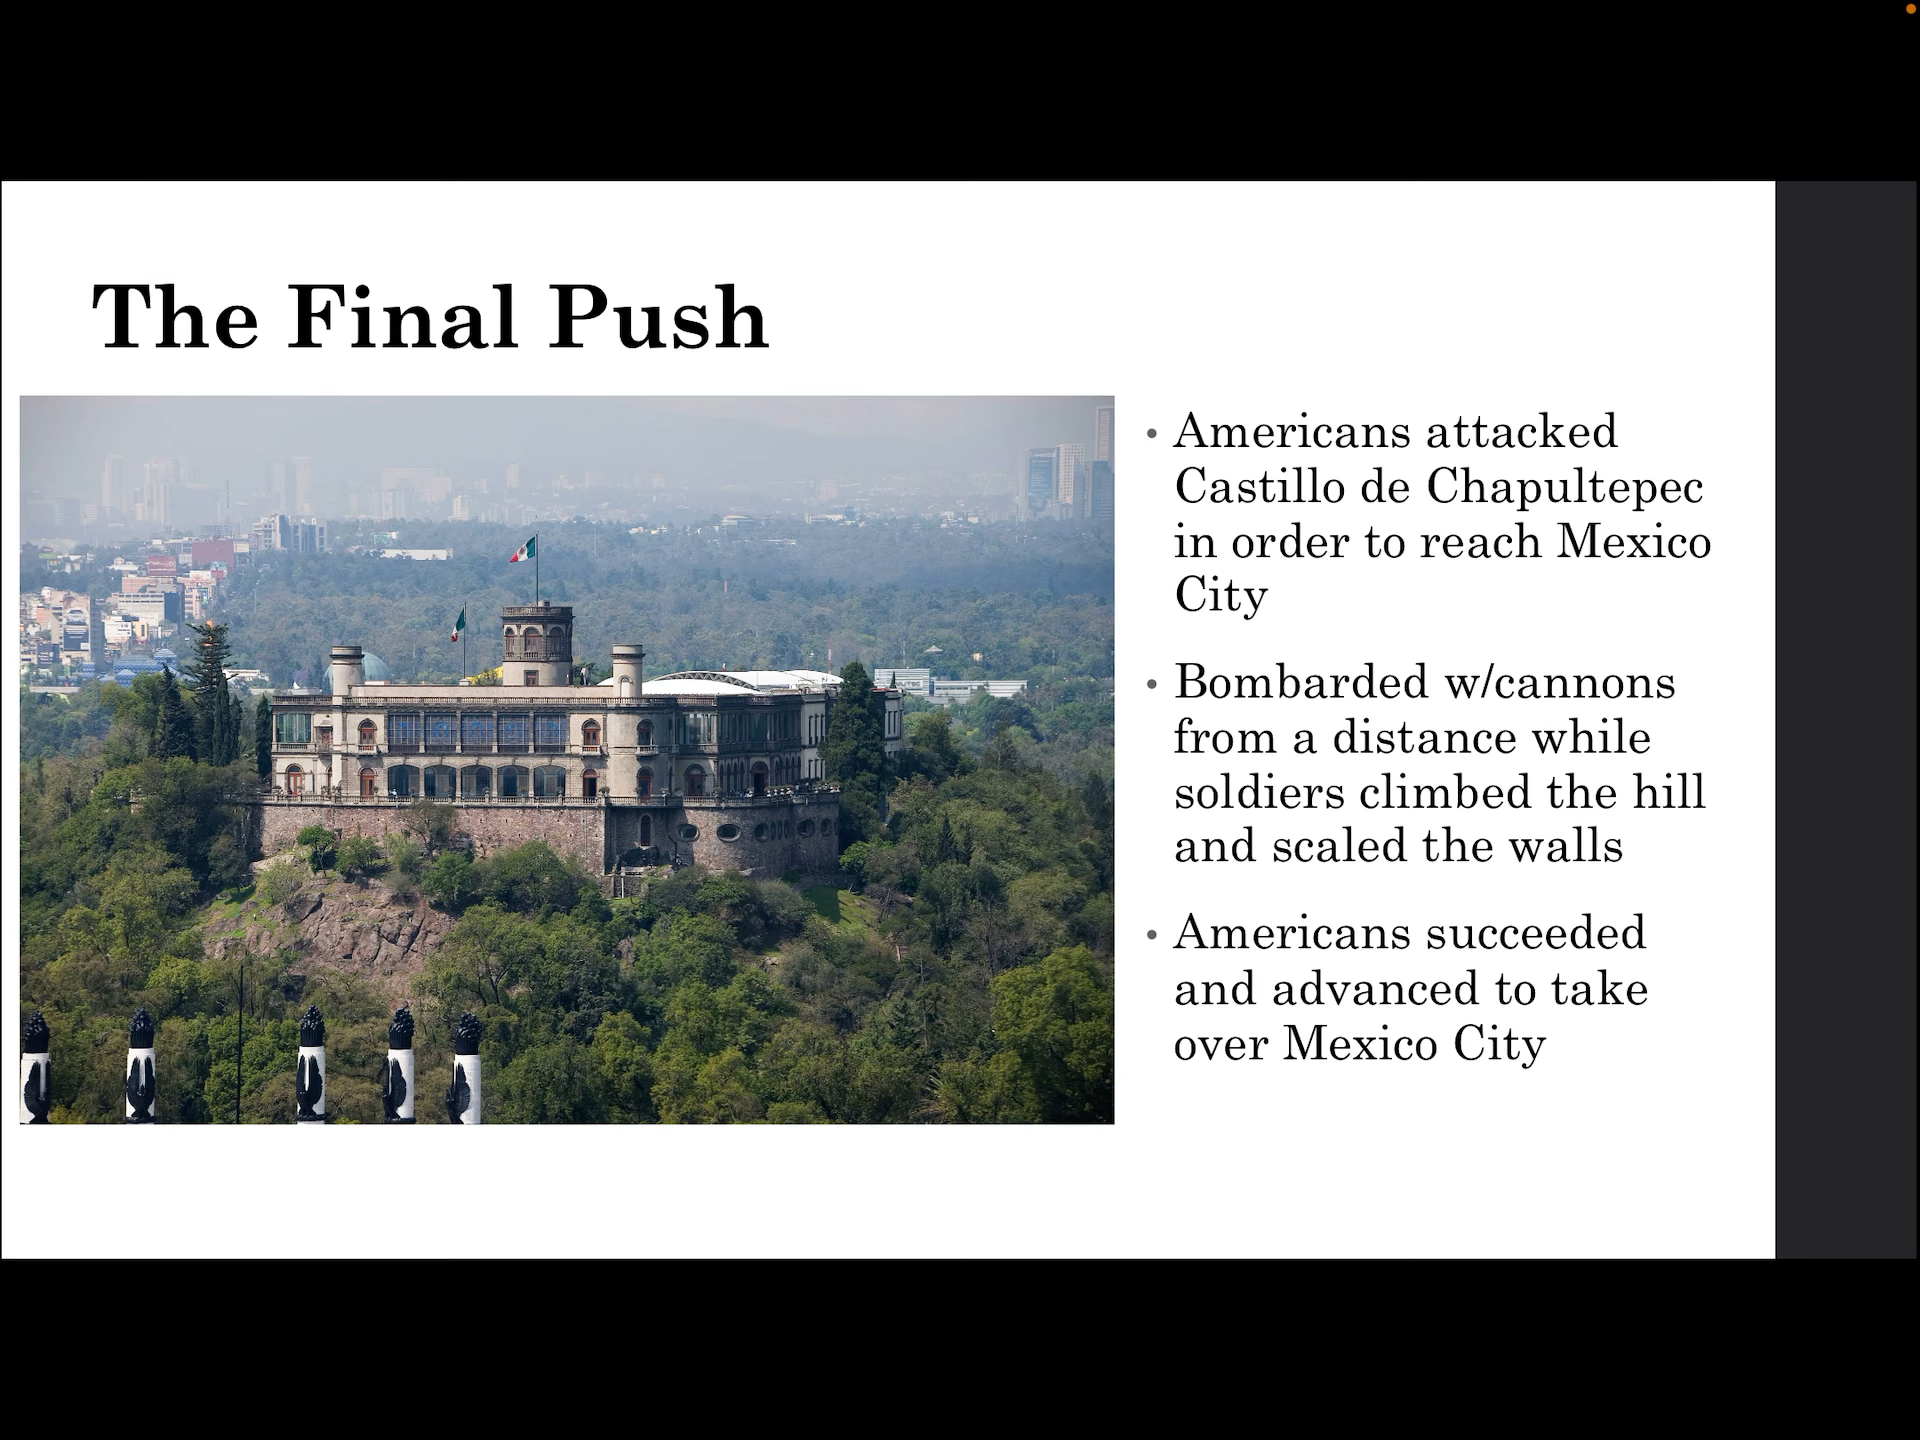 The Final Push
• Americans attacked
Castillo de Chapultepec
in order to reach Mexico
City
• Bombarded w/cannons
from a distance while
soldiers climbed the hill
and scaled the walls
• Americans succeeded
and advanced to take
over Mexico City